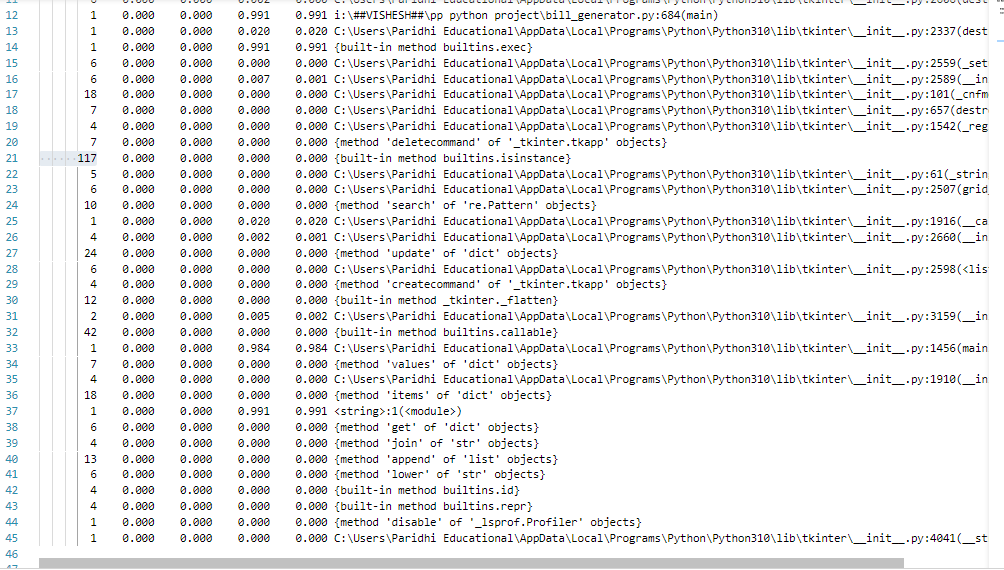 12 1 0.000 0.000 0.991 0.991 i:\##VISHESH##\pp python project\bill_generator.py:684(main)
13 1 0.000 0.000 0.020 0.020 C:\Users\Paridhi Educational\AppData\Local\Programs\Python\Python310\lib\tkinter\__init__.py:2337(dest
14 1 0.000 0.000 0.991 0.991 {built-in method builtins.exec}
15 6 0.000 0.000 0.000 0.000 C:\Users\Paridhi Educational\AppData\Local\Programs\Python\Python310\lib\tkinter\__init__.py:2559(_set
16 6 0.000 0.000 0.007 0.001 C:\Users\Paridhi Educational\AppData\Local\Programs\Python\Python310\lib\tkinter\__init__.py:2589(__in
17 18 0.000 0.000 0.000 0.000 C:\Users\Paridhi Educational\AppData\Local\Programs\Python\Python310\lib\tkinter\__init__.py:101(_cnfm
18 7 0.000 0.000 0.000 0.000 C:\Users\Paridhi Educational\AppData\Local\Programs\Python\Python310\lib\tkinter\__init__.py:657(destr
19 4 0.000 0.000 0.000 0.000 C:\Users\Paridhi Educational\AppData\Local\Programs\Python\Python310\lib\tkinter\__init__.py:1542(_reg
20 7 0.000 0.000 0.000 0.000 {method 'deletecommand' of '_tkinter.tkapp' objects}
21 117 0.000 0.000 0.000 0.000 {built-in method builtins.isinstance}
22 5 0.000 0.000 0.000 0.000 C:\Users\Paridhi Educational\AppData\Local\Programs\Python\Python310\lib\tkinter\__init__.py:61(_strin
23 6 0.000 0.000 0.000 0.000 C:\Users\Paridhi Educational\AppData\Local\Programs\Python\Python310\lib\tkinter\__init__.py:2507(grid_
24 10 0.000 0.000 0.000 0.000 {method 'search' of 're.Pattern' objects}
25 1 0.000 0.000 0.020 0.020 C:\Users\Paridhi Educational\AppData\Local\Programs\Python\Python310\lib\tkinter\__init__.py:1916(__ca
26 4 0.000 0.000 0.002 0.001 C:\Users\Paridhi Educational\AppData\Local\Programs\Python\Python310\lib\tkinter\__init__.py:2660(__in
27 24 0.000 0.000 0.000 0.000 {method 'update' of 'dict' objects}
28 6 0.000 0.000 0.000 0.000 C:\Users\Paridhi Educational\AppData\Local\Programs\Python\Python310\lib\tkinter\__init__.py:2598(<lis
29 4 0.000 0.000 0.000 0.000 {method 'createcommand' of '_tkinter.tkapp' objects}
30 12 0.000 0.000 0.000 0.000 {built-in method _tkinter._flatten}
31 2 0.000 0.000 0.005 0.002 C:\Users\Paridhi Educational\AppData\Local\Programs\Python\Python310\lib\tkinter\__init__.py:3159(__in
32 42 0.000 0.000 0.000 0.000 {built-in method builtins.callable}
33 1 0.000 0.000 0.984 0.984 C:\Users\Paridhi Educational\AppData\Local\Programs\Python\Python310\lib\tkinter\__init__.py:1456(main
34 7 0.000 0.000 0.000 0.000 {method 'values' of 'dict' objects}
35 4 0.000 0.000 0.000 0.000 C:\Users\Paridhi Educational\AppData\Local\Programs\Python\Python310\lib\tkinter\__init__.py:1910(__in
36 18 0.000 0.000 0.000 0.000 {method 'items' of 'dict' objects}
37 1 0.000 0.000 0.991 0.991 <string>:1(<module>)
38 6 0.000 0.000 0.000 0.000 {method 'get' of 'dict' objects}
39 4 0.000 0.000 0.000 0.000 {method 'join' of 'str' objects}
40 13 0.000 0.000 0.000 0.000 {method 'append' of 'list' objects}
41 6 0.000 0.000 0.000 0.000 {method 'lower' of 'str' objects}
42 4 0.000 0.000 0.000 0.000 {built-in method builtins.id}
43 4 0.000 0.000 0.000 0.000 {built-in method builtins.repr}
44 1 0.000 0.000 0.000 0.000 {method 'disable' of '_lsprof.Profiler' objects}
45 1 0.000 0.000 0.000 0.000 C:\Users\Paridhi Educational\AppData\Local\Programs\Python\Python310\lib\tkinter\__init__.py:4041(__st
46